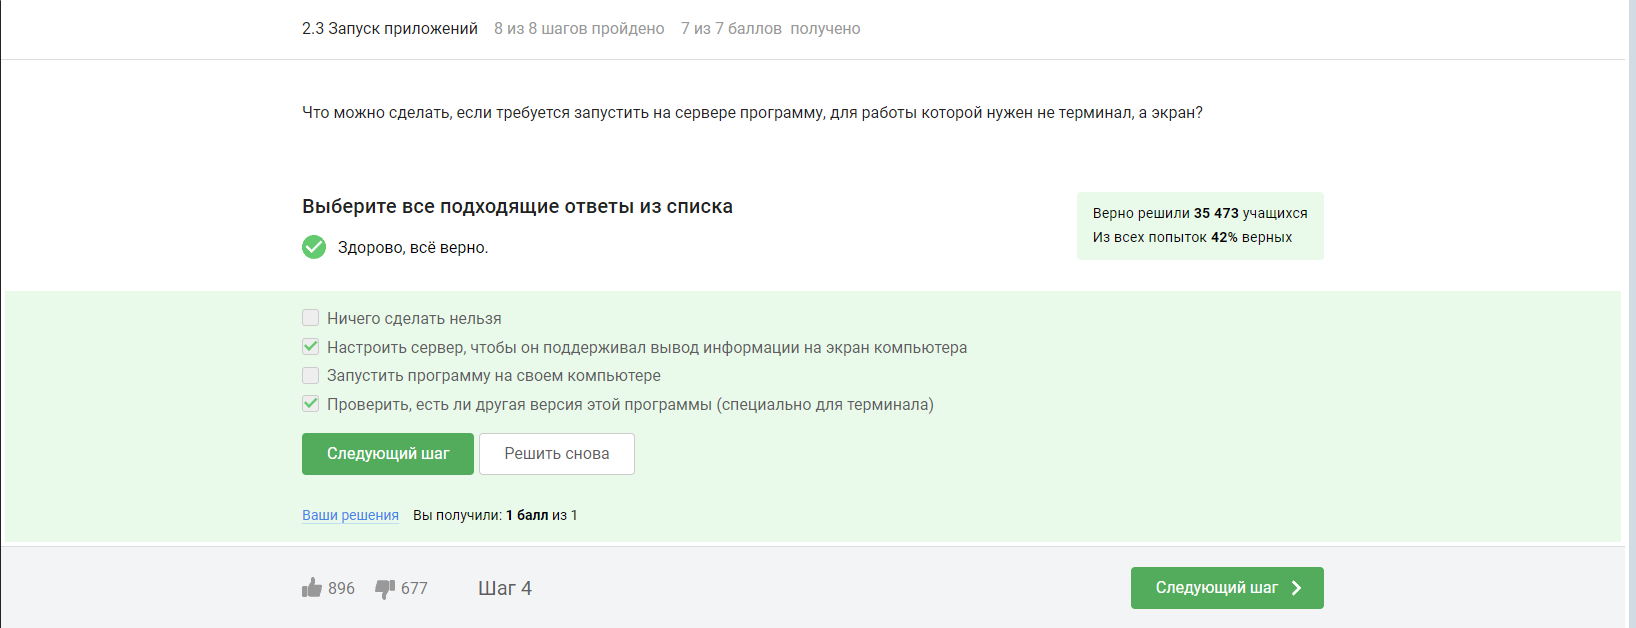 2.3 Запуск приложений 8 из 8 шагов пройдено 7 из 7 баллов получено
Что можно сделать, если требуется запустить на сервере программу, для работы которой нужен не терминал, а экран?
Выберите все подходящие ответы из списка
Здорово, всё верно.
Верно решили 35 473 учащихся
Из всех попыток 42% верных
Ничего сделать нельзя
Настроить сервер, чтобы он поддерживал вывод информации на экран компьютера
Запустить программу на своем компьютере
Проверить, есть ли другая версия этой программы (специально для терминала)
Следующий шаг Решить снова
Ваши решения Вы получили: 1 балл из 1
896 677 Шаг 4 Следующий шаг